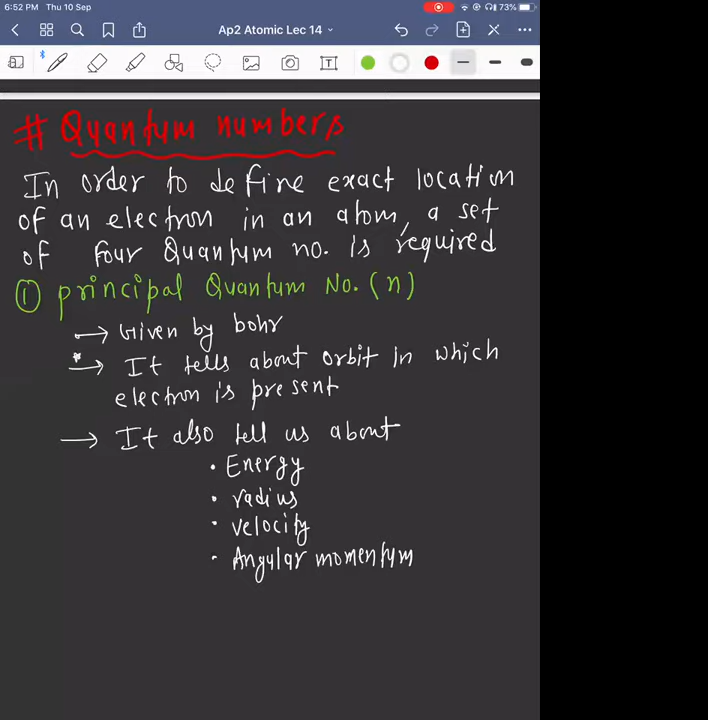 6:52 PM Thu 10 Sep 73%
Ap2 Atomic Lec 14
# Quantum numbers
In order to define exact location
of an electron in an atom, a set
of four Quantum no. is required
① principal Quantum No. (n)
→ Given by bohr
* → It tells about orbit in which
electron is present
→ It also tell us about
• Energy
• radius
• velocity
• Angular momentum